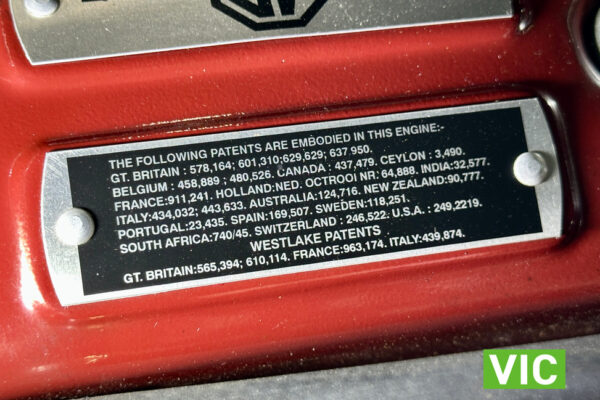 THE FOLLOWING PATENTS ARE EMBODIED IN THIS ENGINE:-
GT. BRITAIN : 578,164; 601,310;629,629; 637,950.
BELGIUM : 458,889 ; 480,526. CANADA : 437,479. CEYLON : 3,490.
FRANCE:911,241. HOLLAND:NED. OCTROOI NR: 64,888. INDIA:32,577.
ITALY:434,032; 443,633. AUSTRALIA:124,716. NEW ZEALAND:90,777.
PORTUGAL:23,435. SPAIN:169,507. SWEDEN:118,251.
SOUTH AFRICA:740/45. SWITZERLAND : 246,522. U.S.A. : 249,2219.
WESTLAKE PATENTS
GT. BRITAIN:565,394; 610,114. FRANCE:963,174. ITALY:439,874.
VIC